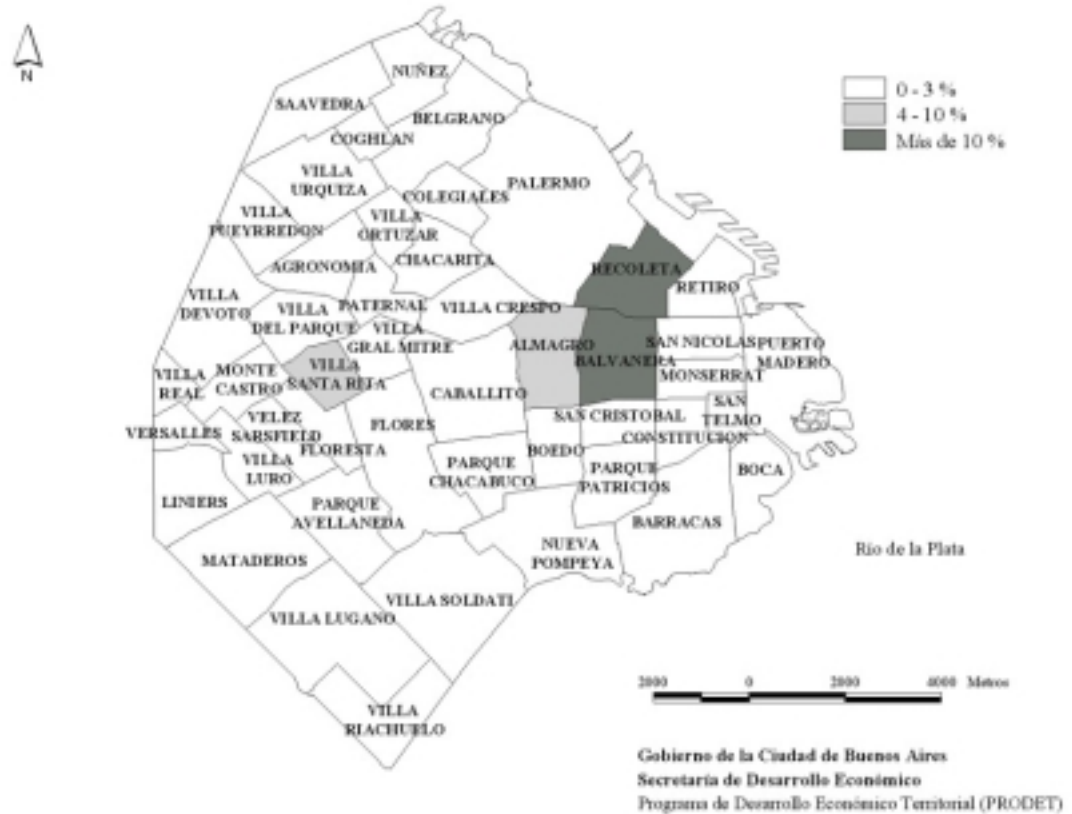 N
0 - 3 %
4 - 10 %
Más de 10 %
NUÑEZ
SAAVEDRA
BELGRANO
COGHLAN
VILLA
URQUIZA
PALERMO
COLEGIALES
VILLA
PUEYRREDON
VILLA
ORTUZAR
CHACARITA
AGRONOMIA
RECOLETA
RETIRO
VILLA
DEVOTO
VILLA
DEL PARQUE
PATERNAL
VILLA CRESPO
VILLA
GRAL MITRE
ALMAGRO
BALVANERA
SAN NICOLAS
PUERTO
MADERO
MONSERRAT
VILLA
REAL
MONTE
CASTRO
VILLA
SANTA RITA
CABALLITO
SAN
TELMO
SAN CRISTOBAL
CONSTITUCION
VERSALLES
VELEZ
SARSFIELD
FLORES
FLORESTA
BOEDO
VILLA
LURO
PARQUE
CHACABUCO
PARQUE
PATRICIOS
BOCA
LINIERS
PARQUE
AVELLANEDA
BARRACAS
MATADEROS
NUEVA
POMPEYA
Río de la Plata
VILLA SOLDATI
VILLA LUGANO
VILLA
RIACHUELO
2000 0 2000 4000 Metros
Gobierno de la Ciudad de Buenos Aires
Secretaría de Desarrollo Económico
Programa de Desarrollo Económico Territorial (PRODET)